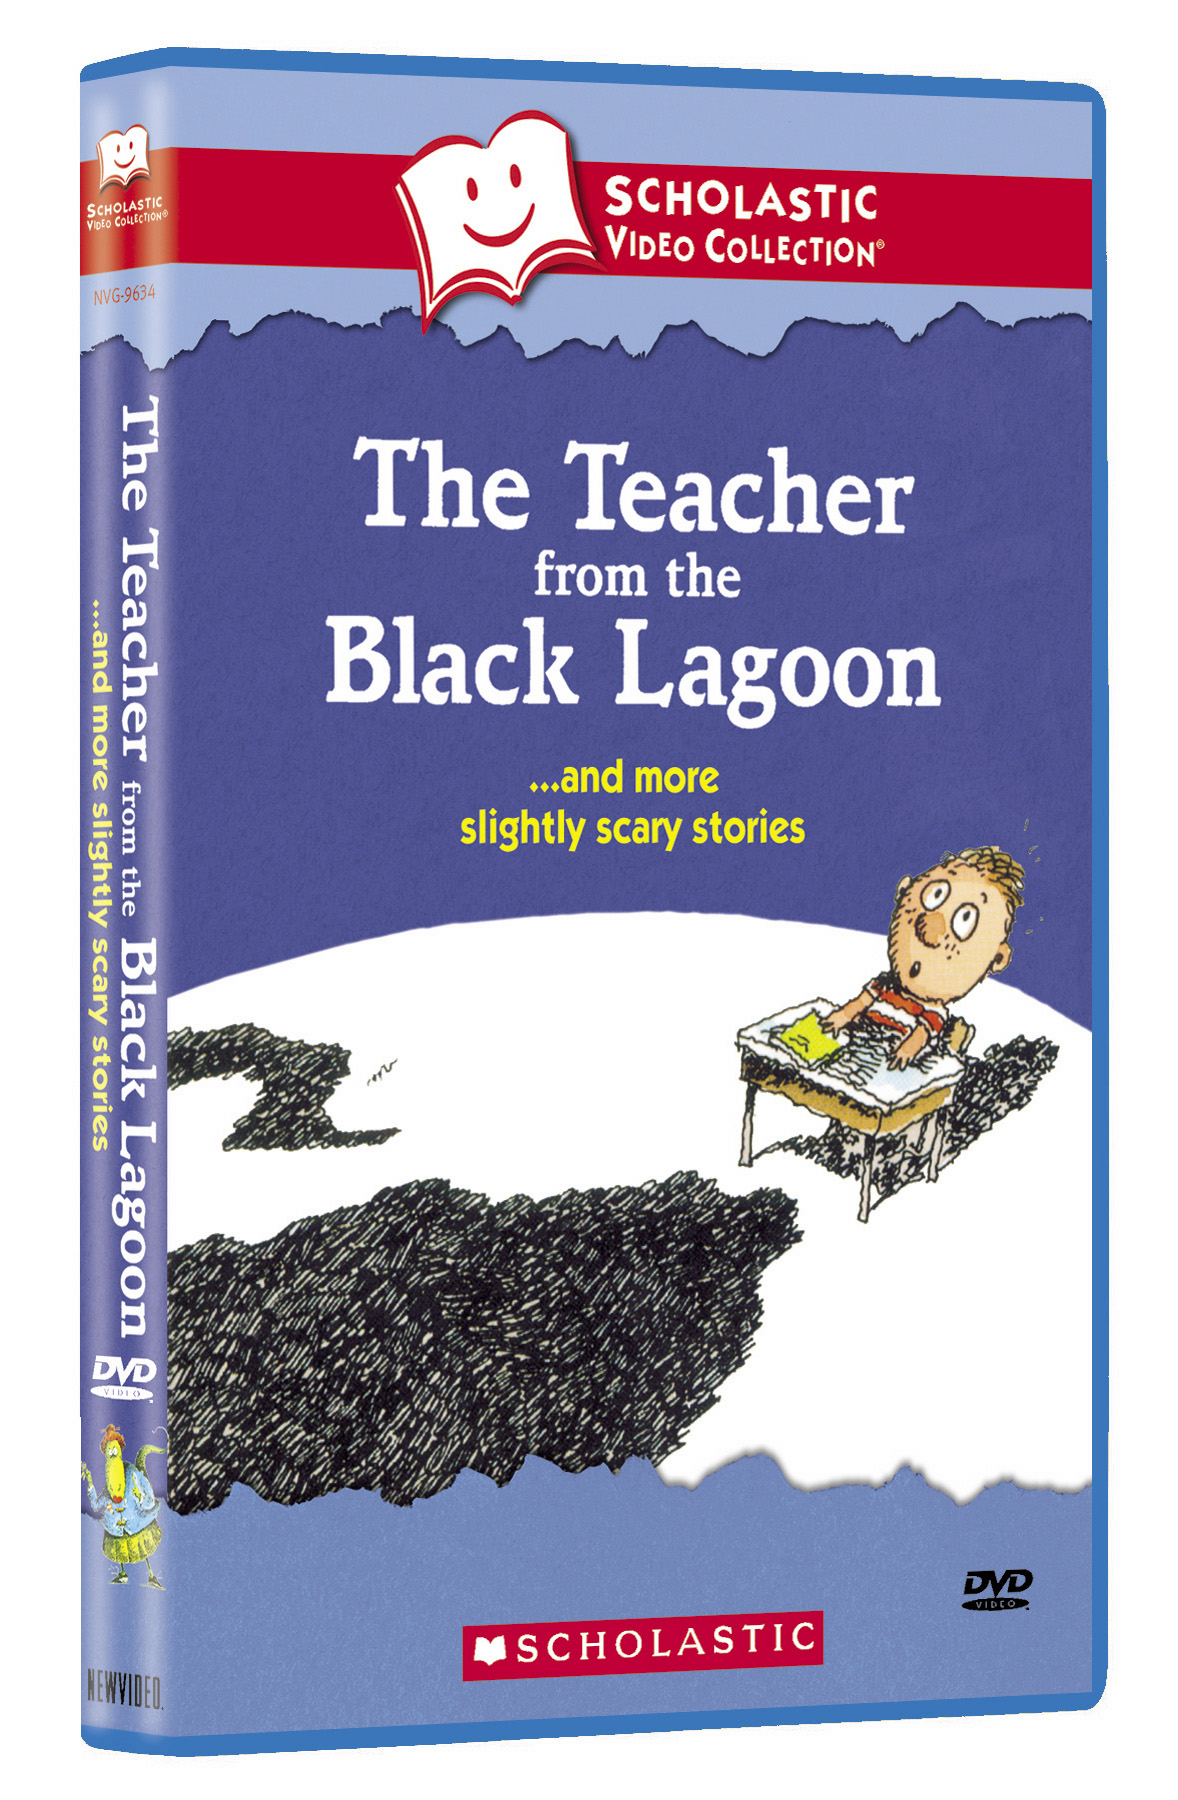 SCHOLASTIC
VIDEO COLLECTION®
NVG-9634
The Teacher from the Black Lagoon
...and more slightly scary stories
DVD
VIDEO
NEWVIDEO.
SCHOLASTIC
VIDEO COLLECTION®
The Teacher
from the
Black Lagoon
...and more
slightly scary stories
DVD
VIDEO
SCHOLASTIC